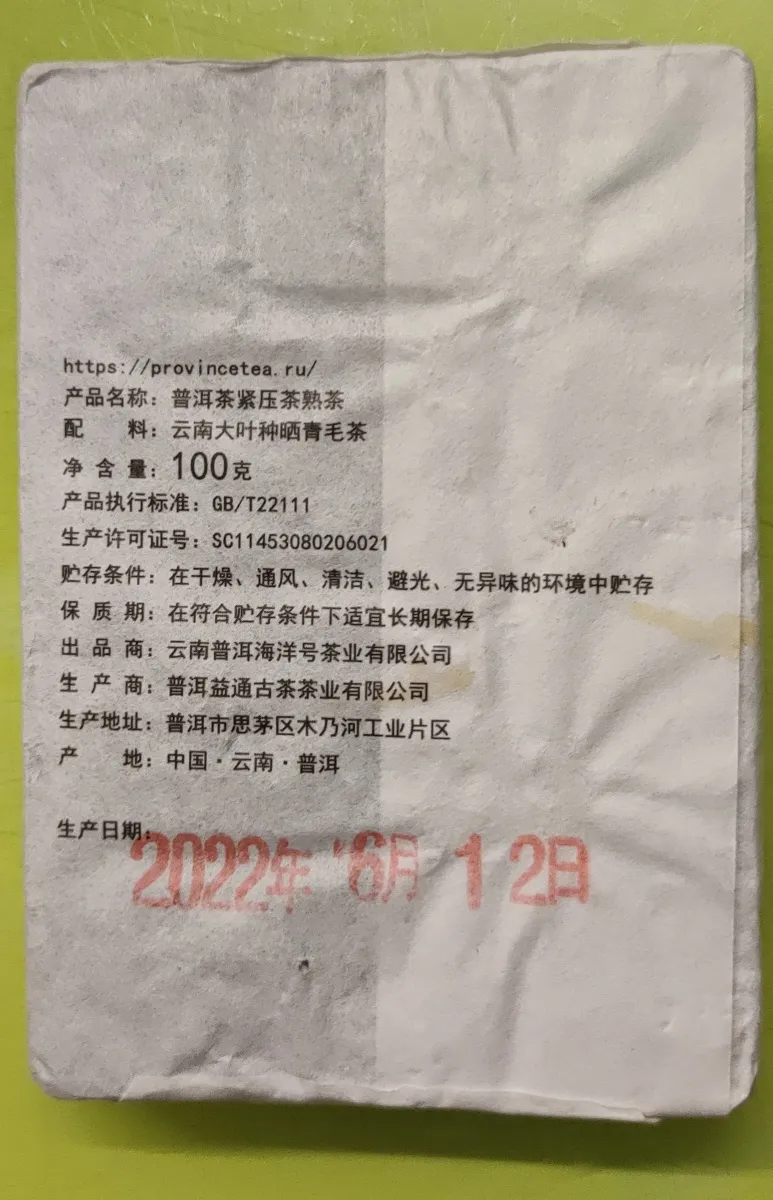 https://provincetea.ru/
产品名称：普洱茶紧压茶熟茶
配　　料：云南大叶种晒青毛茶
净 含 量：100克
产品执行标准：GB/T22111
生产许可证号：SC11453080206021
贮存条件：在干燥、通风、清洁、避光、无异味的环境中贮存
保 质 期：在符合贮存条件下适宜长期保存
出 品 商：云南普洱海洋号茶业有限公司
生 产 商：普洱益通古茶茶业有限公司
生产地址：普洱市思茅区木乃河工业片区
产　　地：中国·云南·普洱
生产日期：
2022年 '6月 12日